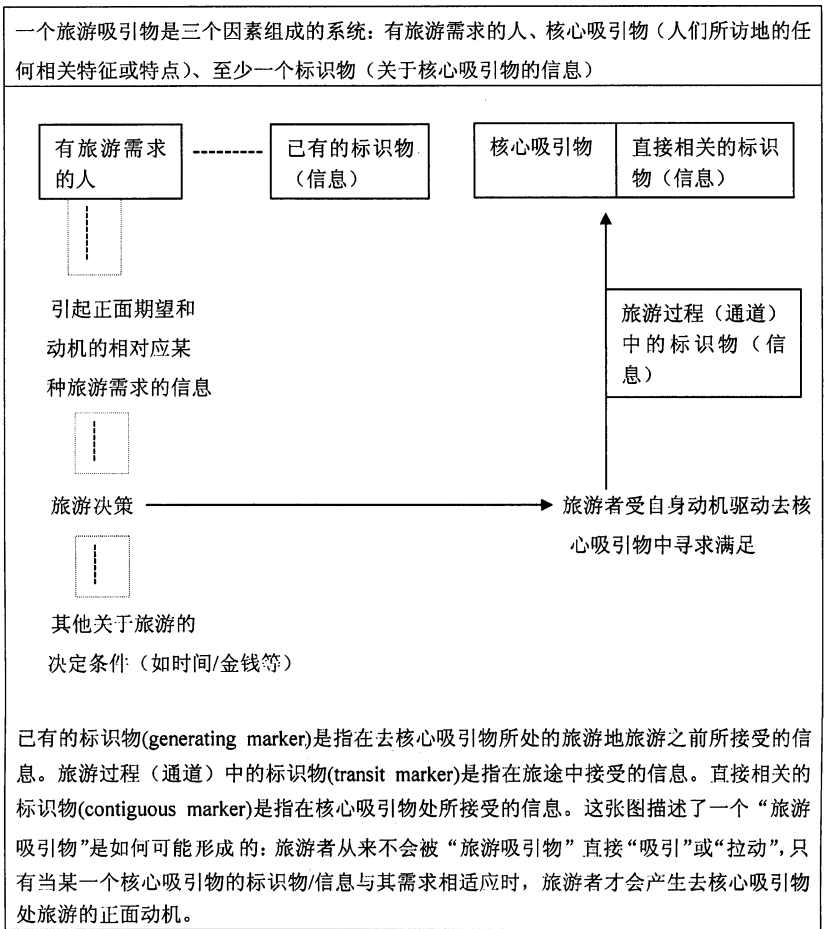 一个旅游吸引物是三个因素组成的系统：有旅游需求的人、核心吸引物（人们所访地的任
何相关特征或特点）、至少一个标识物（关于核心吸引物的信息）
有旅游需求
的人
已有的标识物
（信息）
核心吸引物
直接相关的标识
物（信息）
引起正面期望和
动机的相对应某
种旅游需求的信息
旅游过程（通道）
中的标识物（信
息）
旅游决策
旅游者受自身动机驱动去核
心吸引物中寻求满足
其他关于旅游的
决定条件（如时间/金钱等）
已有的标识物(generating marker)是指在去核心吸引物所处的旅游地旅游之前所接受的信
息。旅游过程（通道）中的标识物(transit marker)是指在旅途中接受的信息。直接相关的
标识物(contiguous marker)是指在核心吸引物处所接受的信息。这张图描述了一个“旅游
吸引物”是如何可能形成的：旅游者从来不会被“旅游吸引物”直接“吸引”或“拉动”，只
有当某一个核心吸引物的标识物/信息与其需求相适应时，旅游者才会产生去核心吸引物
处旅游的正面动机。